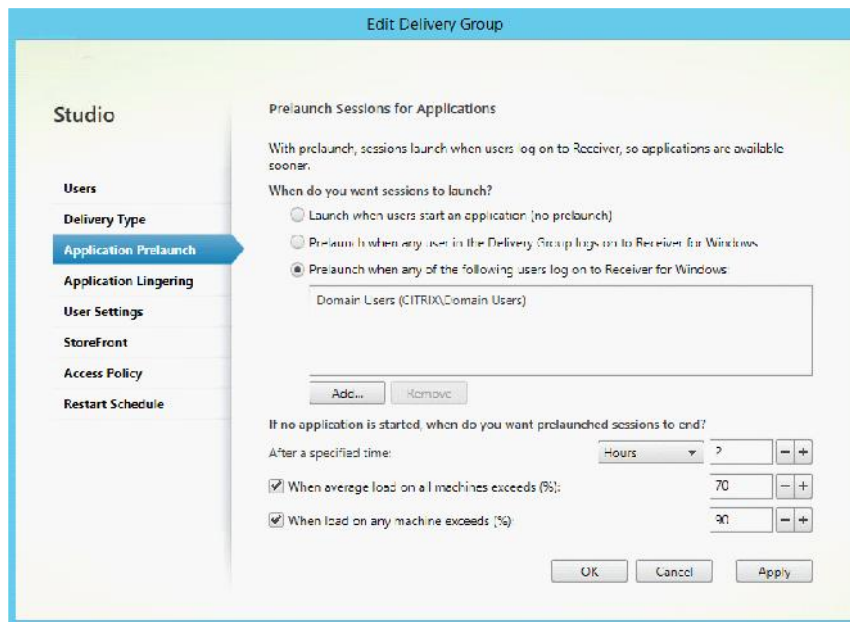 Edit Delivery Group
Studio
Users
Delivery Type
Application Prelaunch
Application Lingering
User Settings
StoreFront
Access Policy
Restart Schedule
Prelaunch Sessions for Applications
With prelaunch, sessions launch when users log on to Receiver, so applications are available
sooner.
When do you want sessions to launch?
Launch when users start an application (no prelaunch)
Prelaunch when any user in the Delivery Group logs on to Receiver for Windows
Prelaunch when any of the following users log on to Receiver for Windows:
Domain Users (CITRIX\Domain Users)
Add... Remove
If no application is started, when do you want prelaunched sessions to end?
After a specified time: Hours 2 - +
When average load on all machines exceeds (%): 70 - +
When load on any machine exceeds (%): 90 - +
OK Cancel Apply